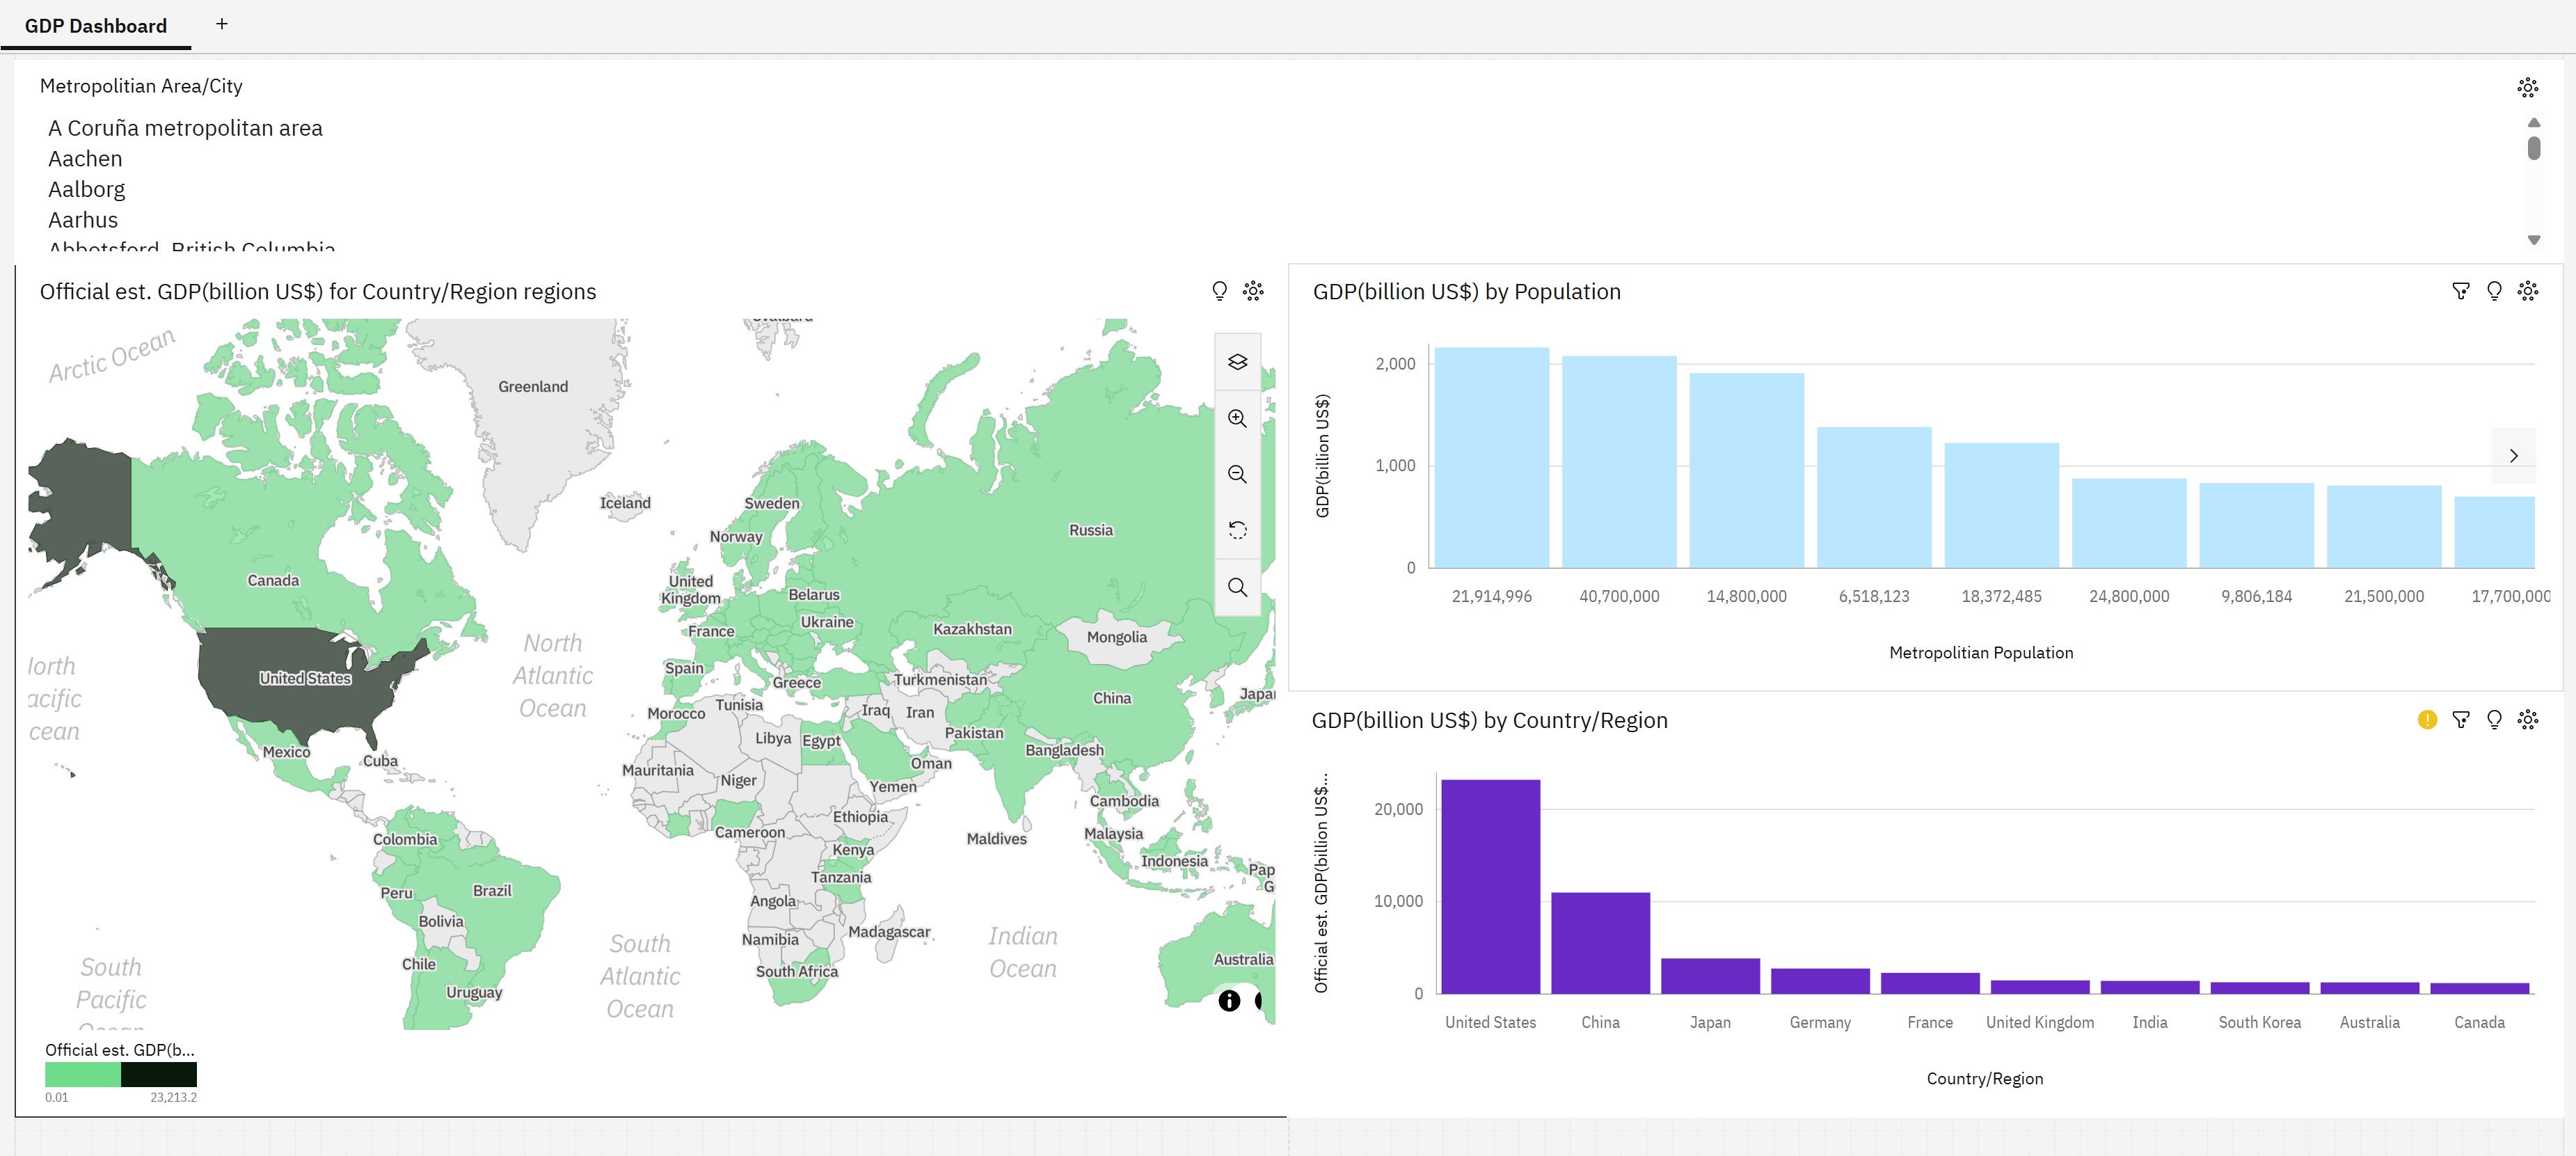 GDP Dashboard
+
Metropolitian Area/City
A Coruña metropolitan area
Aachen
Aalborg
Aarhus
Abbotsford, British Columbia
Official est. GDP(billion US$) for Country/Region regions
Arctic Ocean
Greenland
Iceland
Sweden
Norway
Russia
Canada
United
Kingdom
Belarus
France
Ukraine
Kazakhstan
Mongolia
North
Atlantic
Ocean
orth
acific
cean
United States
Spain
Greece
Turkmenistan
China
Japa
Morocco
Tunisia
Iraq
Iran
Pakistan
Libya
Egypt
Bangladesh
Mexico
Cuba
Mauritania
Niger
Oman
Yemen
Cambodia
Ethiopia
Cameroon
Maldives
Malaysia
Colombia
Kenya
Indonesia
Tanzania
Pap
G
Peru
Brazil
Bolivia
Angola
Namibia
Madagascar
South
Atlantic
Ocean
Indian
Ocean
Chile
South Africa
Australia
South
Pacific
Ocean
Uruguay
Official est. GDP(b...
0.01 23,213.2
GDP(billion US$) by Population
GDP(billion US$)
2,000
1,000
0
21,914,996 40,700,000 14,800,000 6,518,123 18,372,485 24,800,000 9,806,184 21,500,000 17,700,000
Metropolitian Population
GDP(billion US$) by Country/Region
Official est. GDP(billion US$...
20,000
10,000
0
United States China Japan Germany France United Kingdom India South Korea Australia Canada
Country/Region